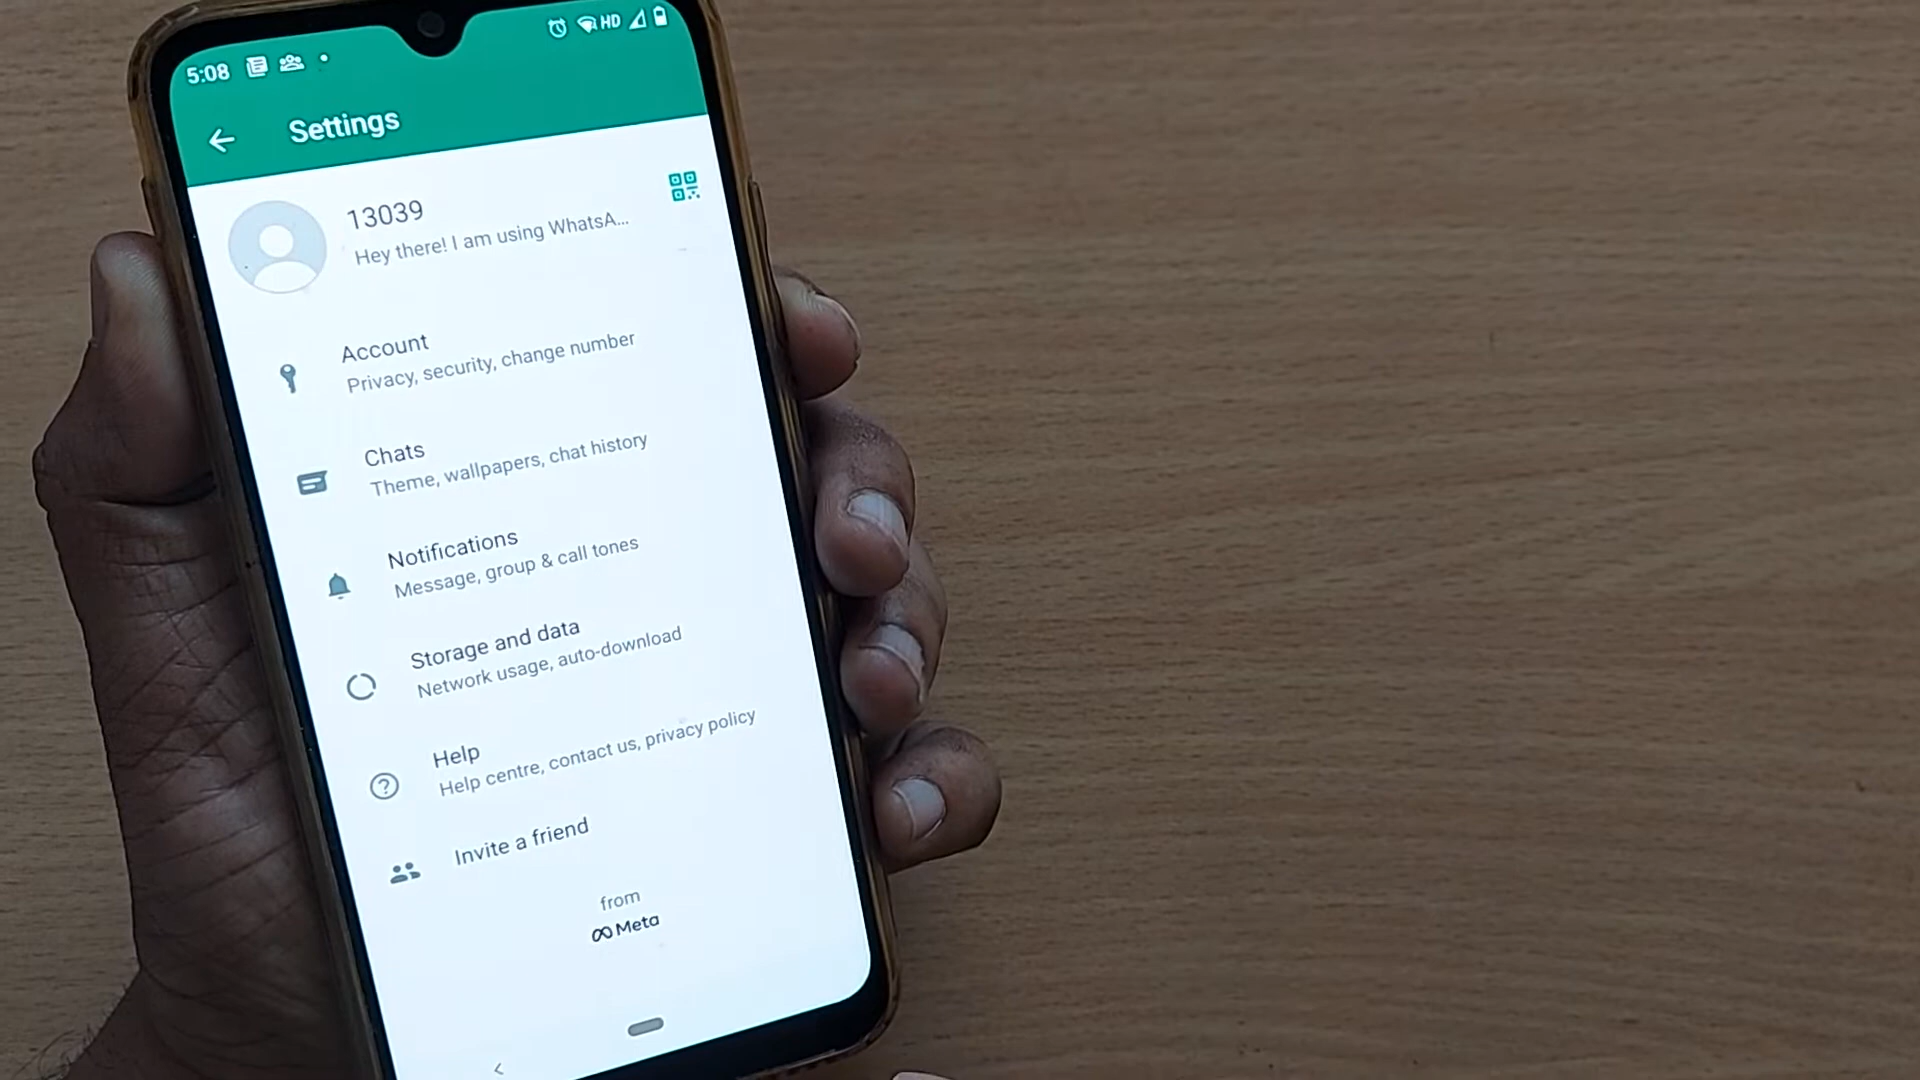 5:08
HD
Settings
13039
Hey there! I am using WhatsA...
Account
Privacy, security, change number
Chats
Theme, wallpapers, chat history
Notifications
Message, group & call tones
Storage and data
Network usage, auto-download
Help
Help centre, contact us, privacy policy
Invite a friend
from
Meta